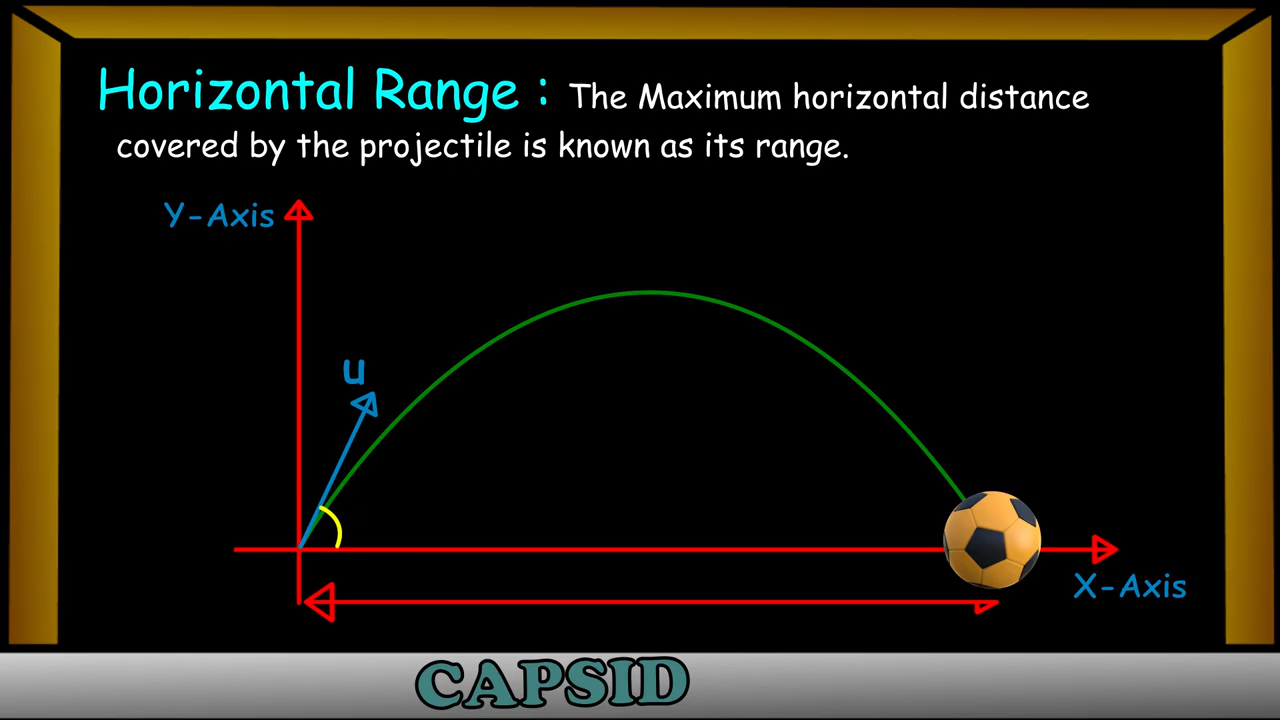 Horizontal Range : The Maximum horizontal distance
covered by the projectile is known as its range.
Y-Axis
u
X-Axis
CAPSID